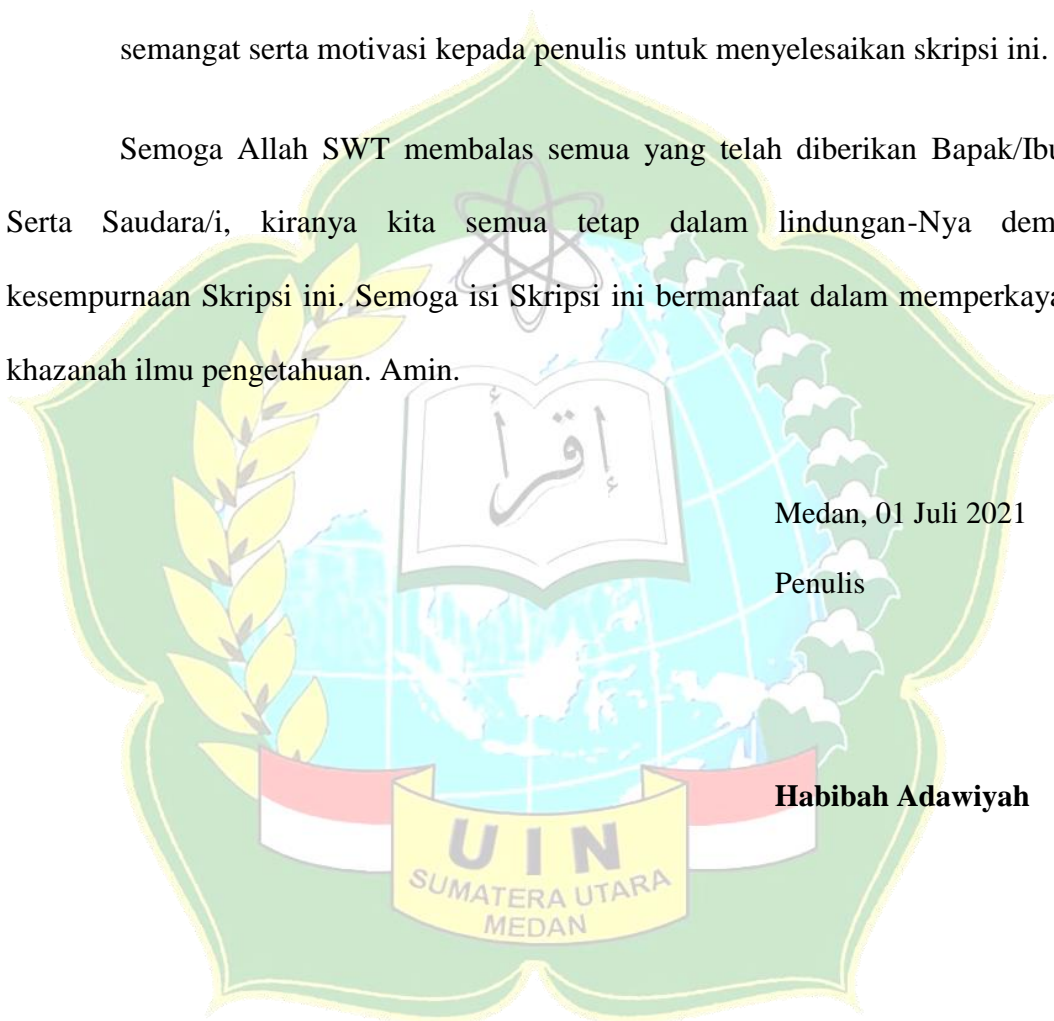 semangat serta motivasi kepada penulis untuk menyelesaikan skripsi ini.
Semoga Allah SWT membalas semua yang telah diberikan Bapak/Ibu
Serta Saudara/i, kiranya kita semua tetap dalam lindungan-Nya dem
kesempurnaan Skripsi ini. Semoga isi Skripsi ini bermanfaat dalam memperkaya
khazanah ilmu pengetahuan. Amin.
إقرأ
Medan, 01 Juli 2021
Penulis
Habibah Adawiyah
UIN
SUMATERA UTARA
MEDAN